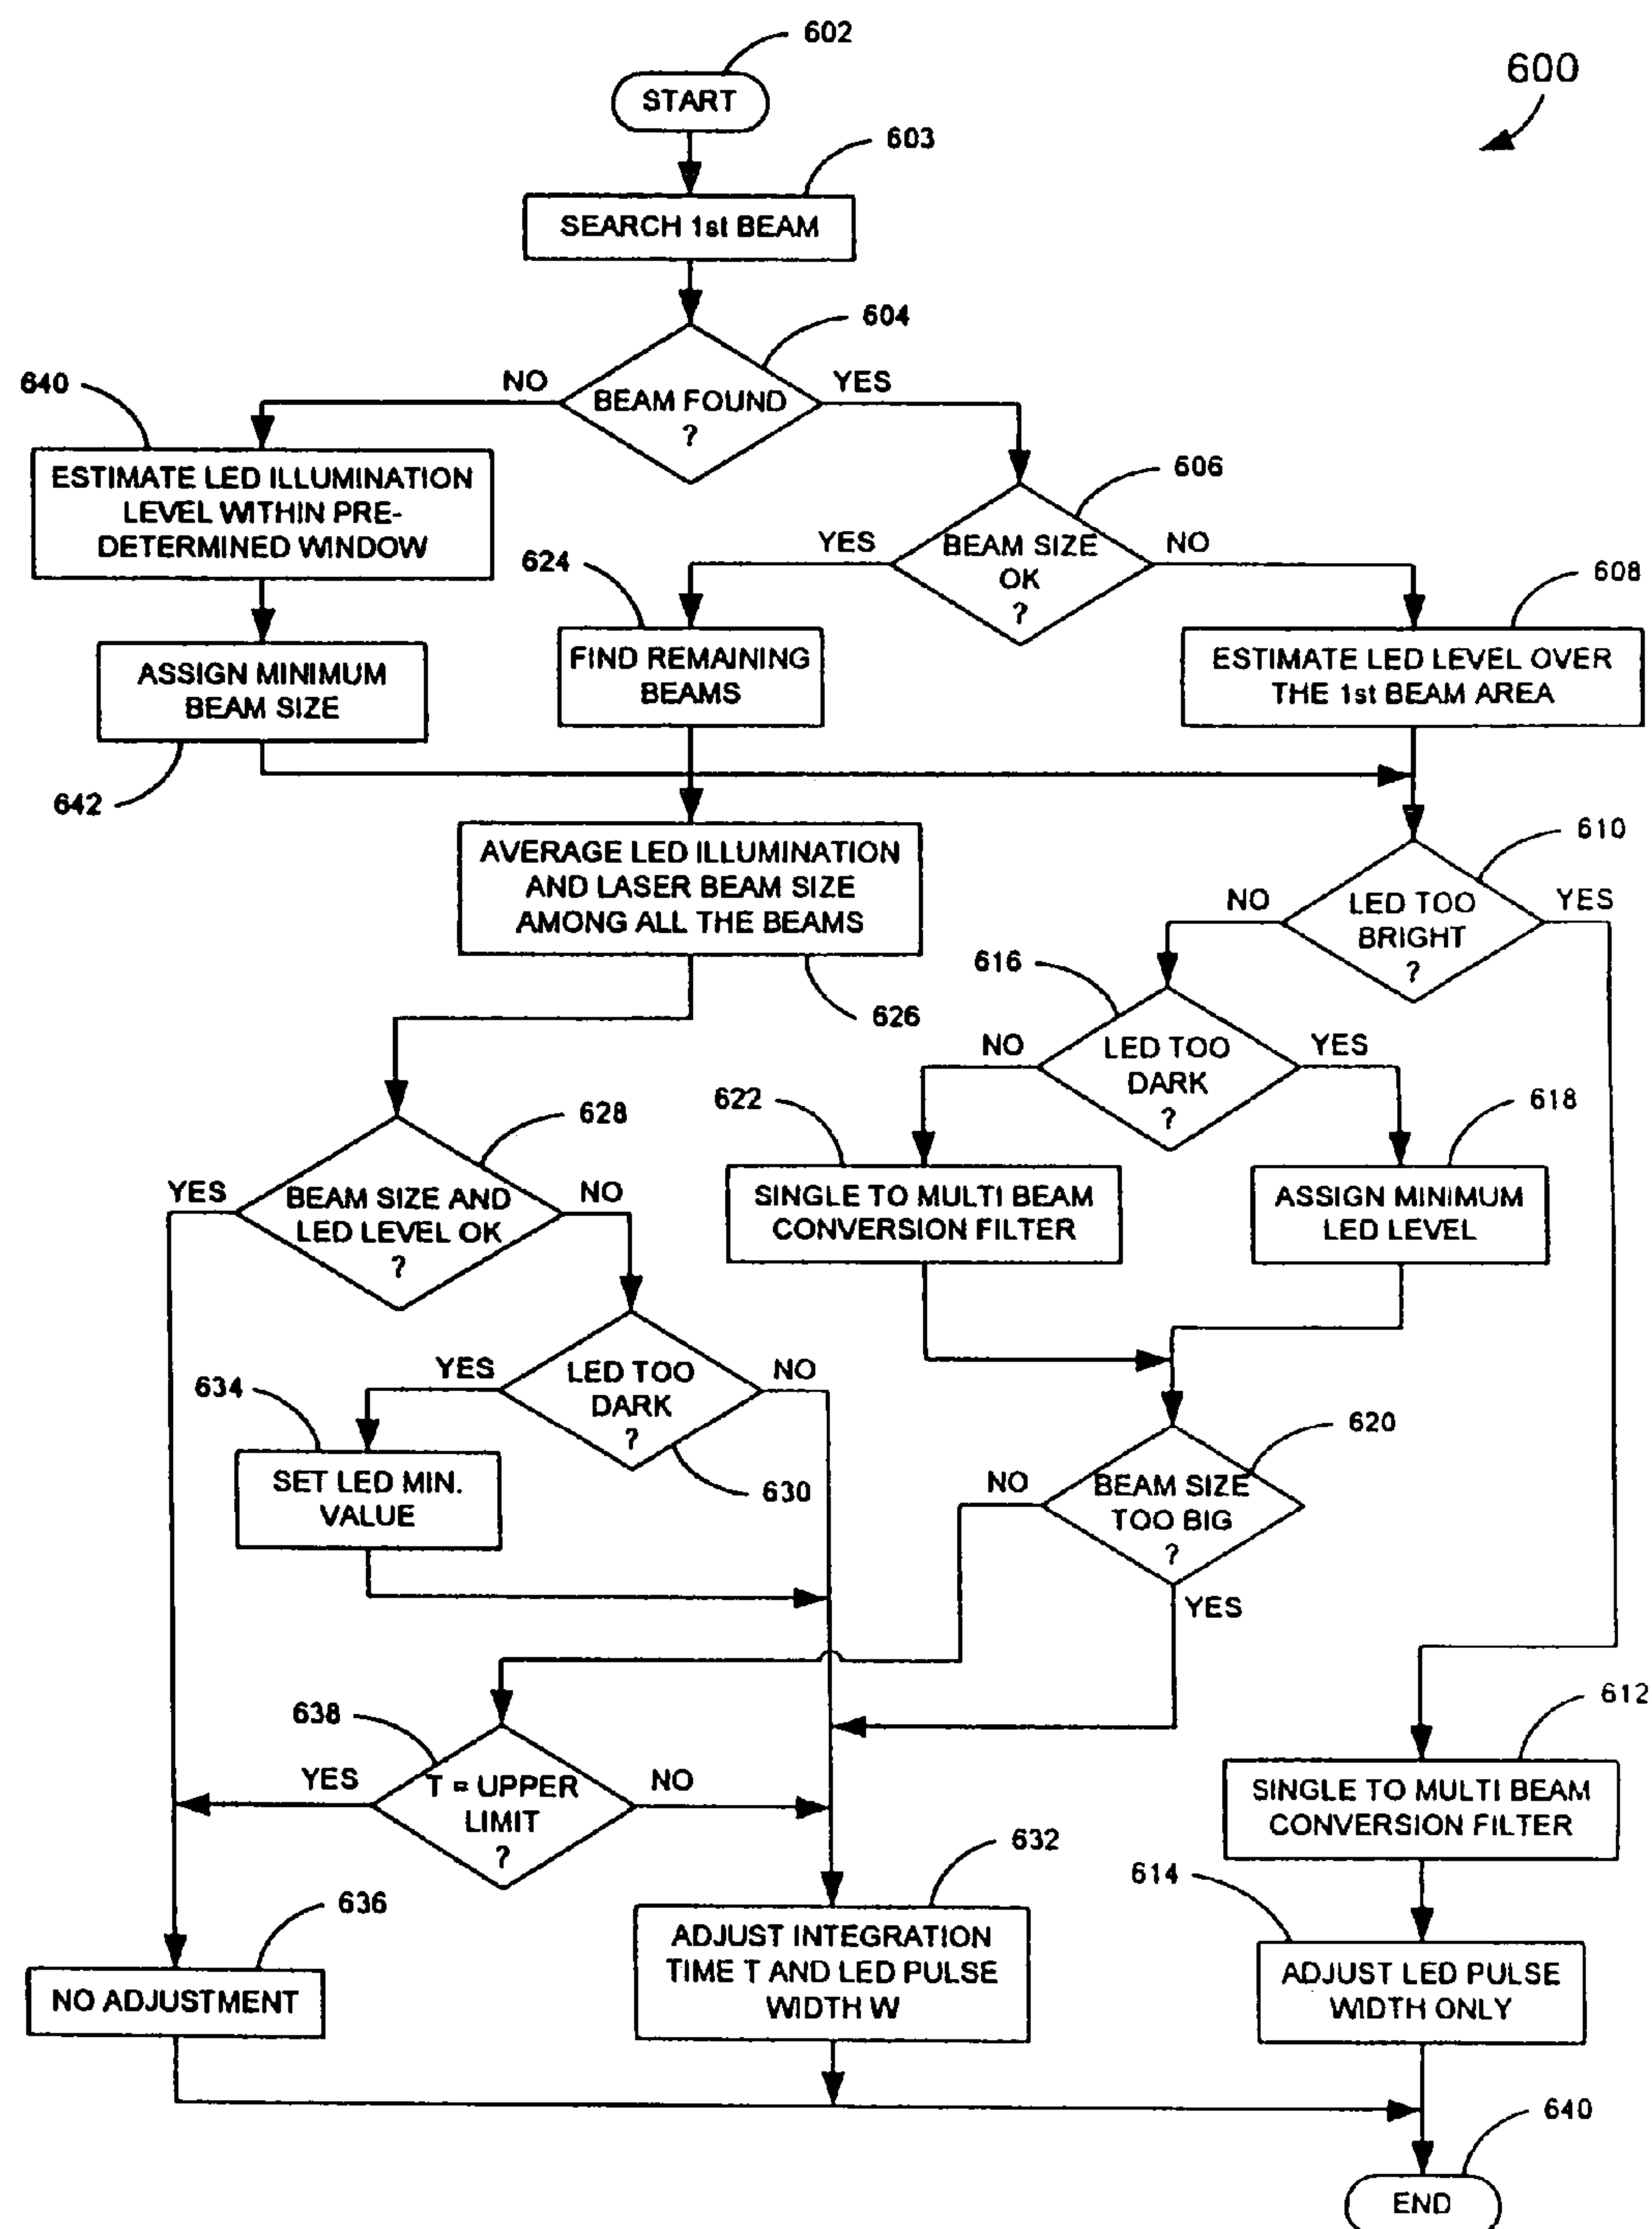 602
600
START
603
SEARCH 1st BEAM
604
640
NO
YES
BEAM FOUND
?
606
ESTIMATE LED ILLUMINATION
LEVEL WITHIN PRE-
DETERMINED WINDOW
YES
BEAM SIZE
OK
?
NO
624
608
ASSIGN MINIMUM
BEAM SIZE
FIND REMAINING
BEAMS
ESTIMATE LED LEVEL OVER
THE 1st BEAM AREA
642
610
AVERAGE LED ILLUMINATION
AND LASER BEAM SIZE
AMONG ALL THE BEAMS
NO
LED TOO
BRIGHT
?
YES
616
626
NO
LED TOO
DARK
?
YES
622
618
628
YES
BEAM SIZE AND
LED LEVEL OK
?
NO
SINGLE TO MULTI BEAM
CONVERSION FILTER
ASSIGN MINIMUM
LED LEVEL
634
YES
LED TOO
DARK
?
NO
620
SET LED MIN.
VALUE
630
NO
BEAM SIZE
TOO BIG
?
YES
638
612
YES
T = UPPER
LIMIT
?
NO
SINGLE TO MULTI BEAM
CONVERSION FILTER
632
614
636
ADJUST INTEGRATION
TIME T AND LED PULSE
WIDTH W
NO ADJUSTMENT
ADJUST LED PULSE
WIDTH ONLY
640
END